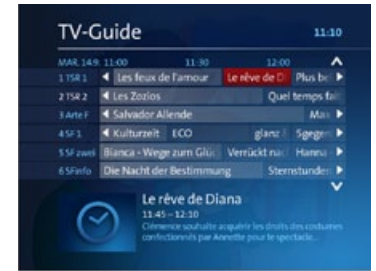 TV-Guide 11:10
MAR. 14.9. 11:00 11:30 12:00
1 TSR 1 Les feux de l'amour Le rêve de D Plus be
2 TSR 2 Les Zozios Quel temps fait
3 Arte F Salvador Allende Max
4 SF 1 Kulturzeit ECO glanz 5gegen
5 SF zwei Bianca - Wege zum Glüc Verrückt nac Hanna -
6 SFinfo Die Nacht der Bestimmung Sternstunden
Le rêve de Diana
11:45 – 12:10
Clémence souhaite acquérir les droits des costumes
confectionnés par Annette pour le spectacle...